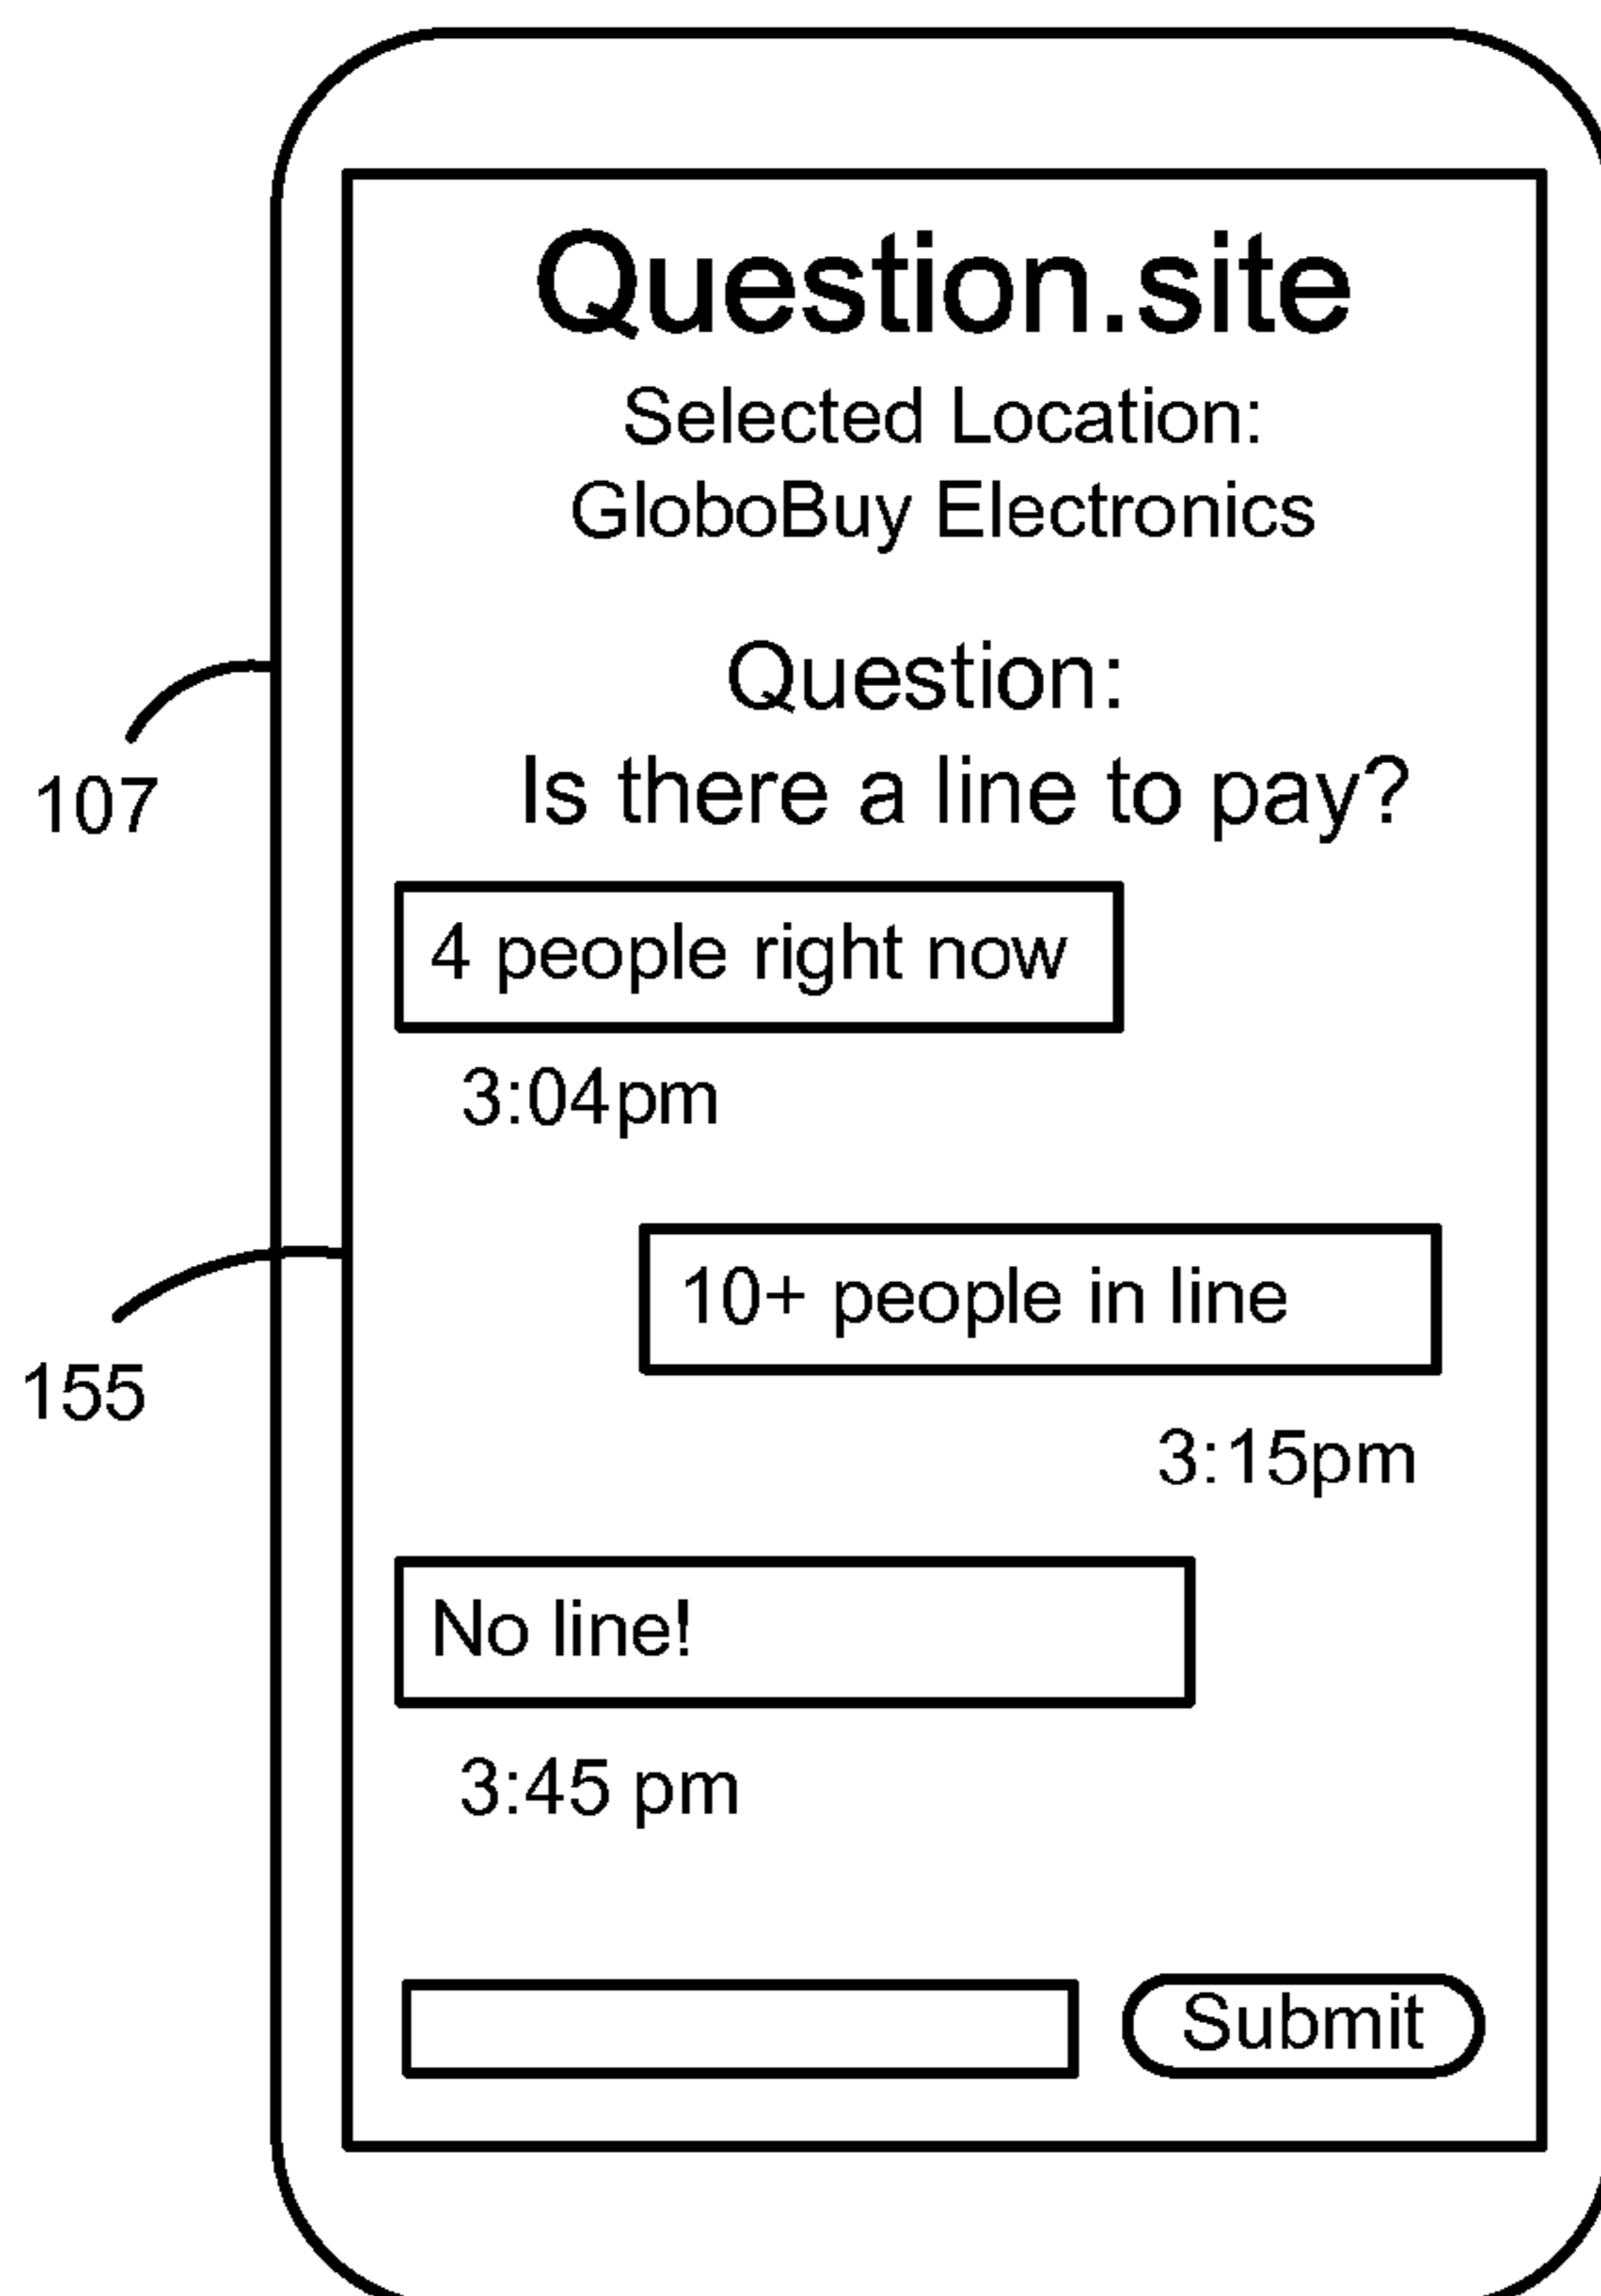 Question.site
Selected Location:
GloboBuy Electronics
Question:
Is there a line to pay?
107
4 people right now
3:04pm
10+ people in line
155
3:15pm
No line!
3:45 pm
Submit